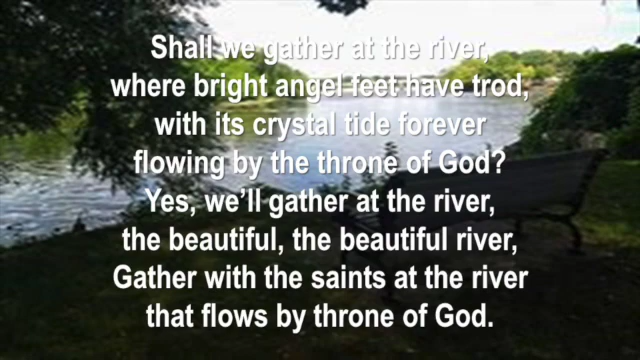 Shall we gather at the river,
where bright angel feet have trod,
with its crystal tide forever
flowing by the throne of God?
Yes, we’ll gather at the river,
the beautiful, the beautiful river,
Gather with the saints at the river
that flows by throne of God.